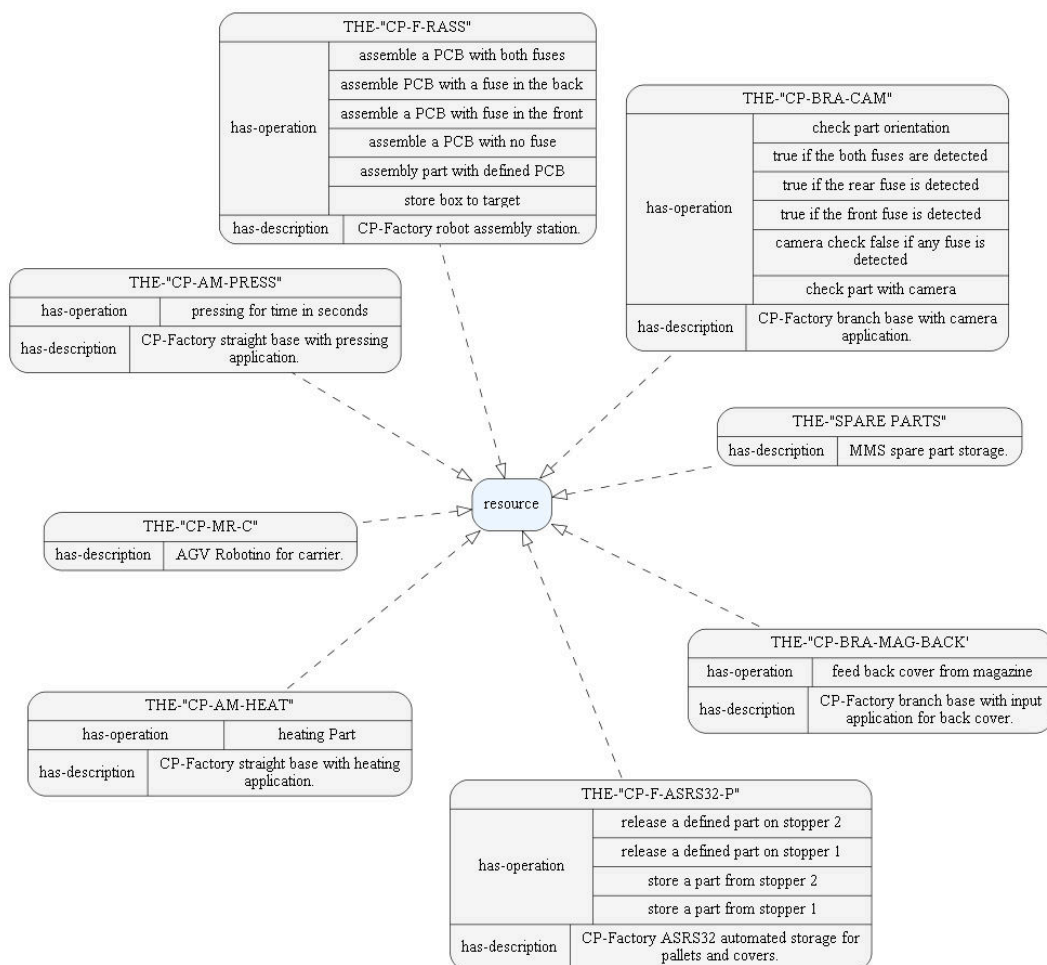 THE-"CP-F-RASS"
has-operation
assemble a PCB with both fuses
assemble PCB with a fuse in the back
assemble a PCB with fuse in the front
assemble a PCB with no fuse
assembly part with defined PCB
store box to target
has-description
CP-Factory robot assembly station.
THE-"CP-BRA-CAM"
has-operation
check part orientation
true if the both fuses are detected
true if the rear fuse is detected
true if the front fuse is detected
camera check false if any fuse is
detected
check part with camera
has-description
CP-Factory branch base with camera
application.
THE-"CP-AM-PRESS"
has-operation
pressing for time in seconds
has-description
CP-Factory straight base with pressing
application.
THE-"SPARE PARTS"
has-description
MMS spare part storage.
resource
THE-"CP-MR-C"
has-description
AGV Robotino for carrier.
THE-"CP-BRA-MAG-BACK'
has-operation
feed back cover from magazine
has-description
CP-Factory branch base with input
application for back cover.
THE-"CP-AM-HEAT"
has-operation
heating Part
has-description
CP-Factory straight base with heating
application.
THE-"CP-F-ASRS32-P"
has-operation
release a defined part on stopper 2
release a defined part on stopper 1
store a part from stopper 2
store a part from stopper 1
has-description
CP-Factory ASRS32 automated storage for
pallets and covers.